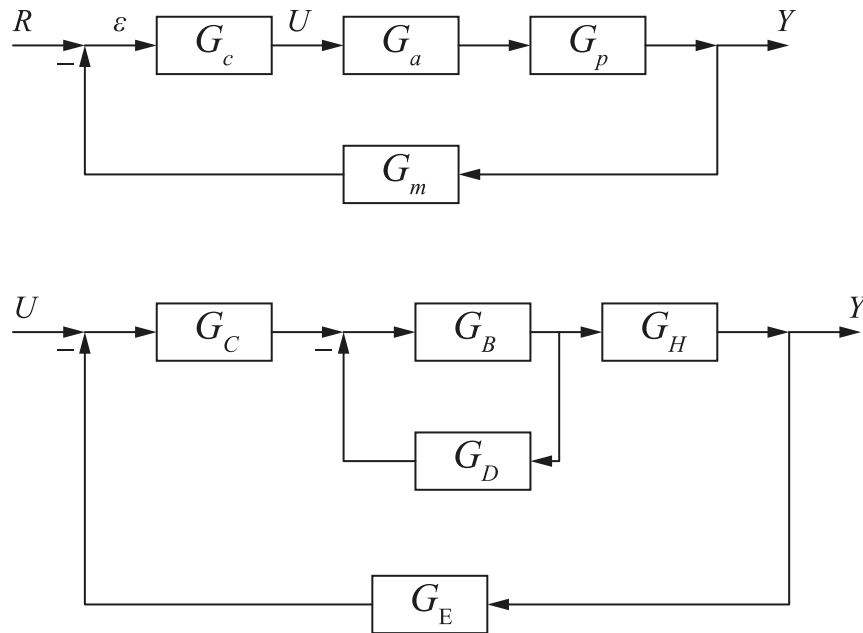 R ε G_c U G_a G_p Y
−
G_m
U G_C G_B G_H Y
− −
G_D
G_E